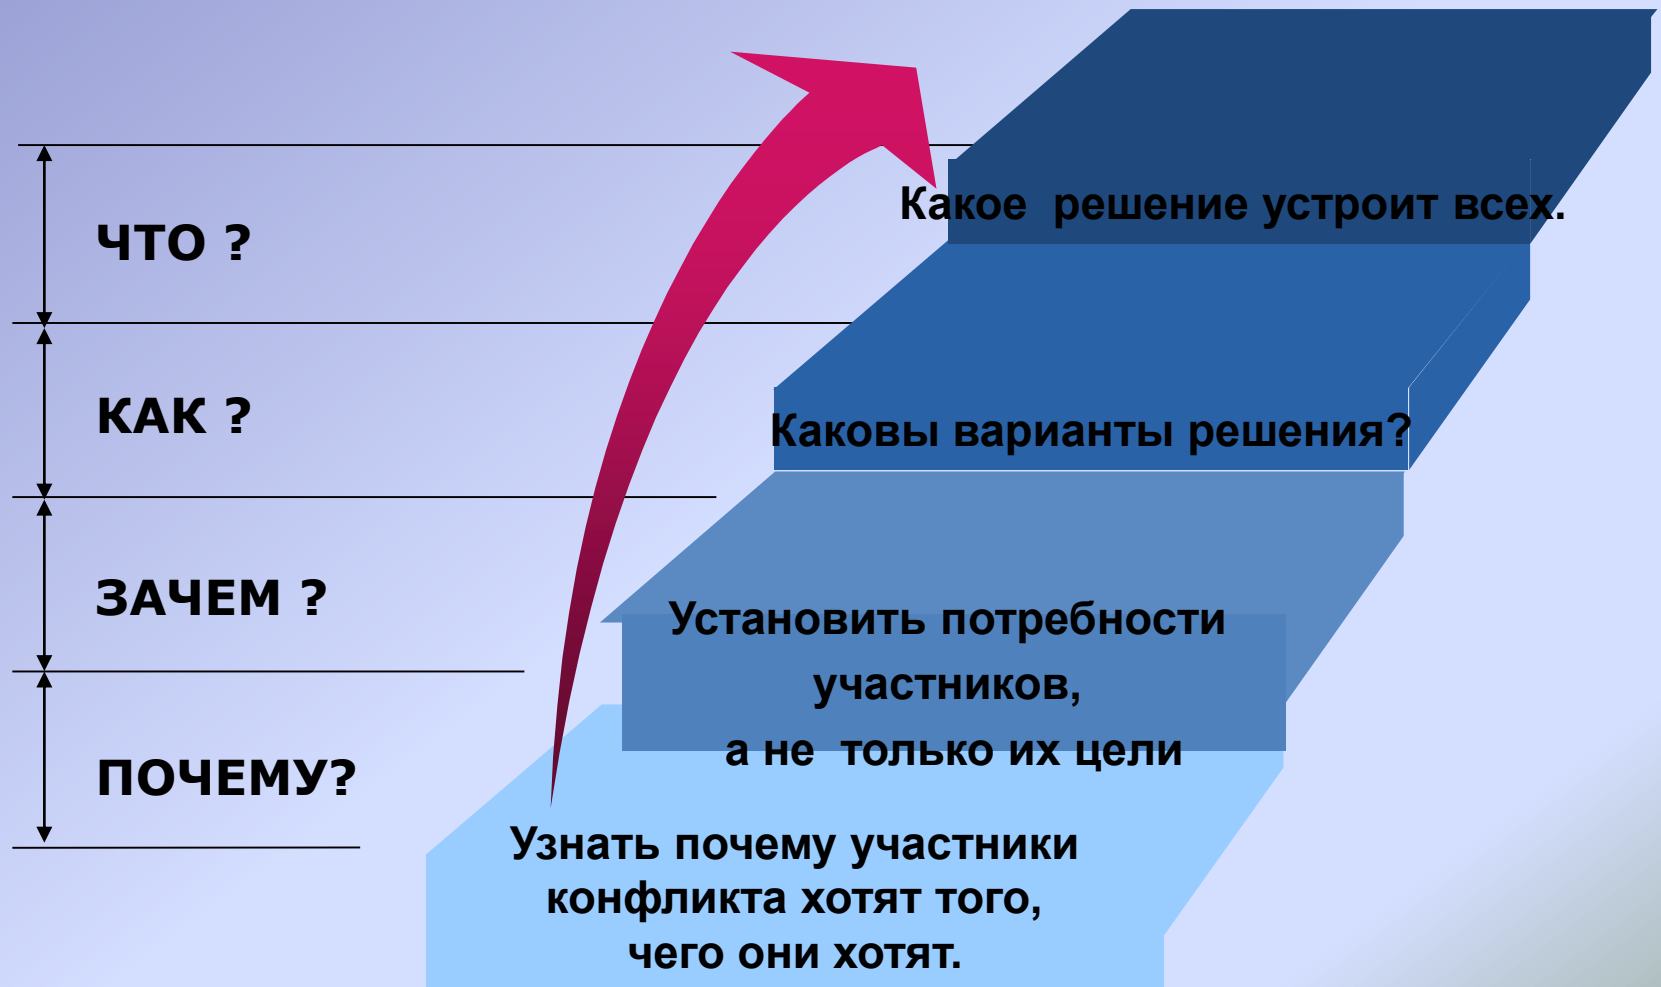 Какое решение устроит всех.
ЧТО ?
КАК ?
Каковы варианты решения?
ЗАЧЕМ ?
Установить потребности
участников,
а не только их цели
ПОЧЕМУ?
Узнать почему участники
конфликта хотят того,
чего они хотят.